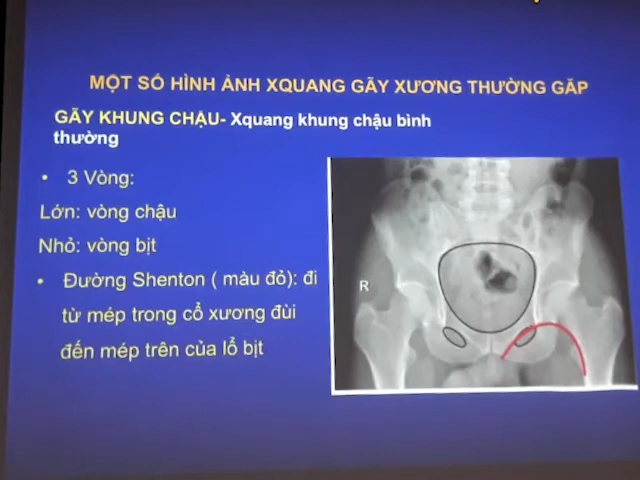 MỘT SỐ HÌNH ẢNH XQUANG GÃY XƯƠNG THƯỜNG GẶP
GÃY KHUNG CHẬU- Xquang khung chậu bình
thường
• 3 Vòng:
Lớn: vòng chậu
Nhỏ: vòng bịt
• Đường Shenton ( màu đỏ): đi
từ mép trong cổ xương đùi
đến mép trên của lổ bịt
R